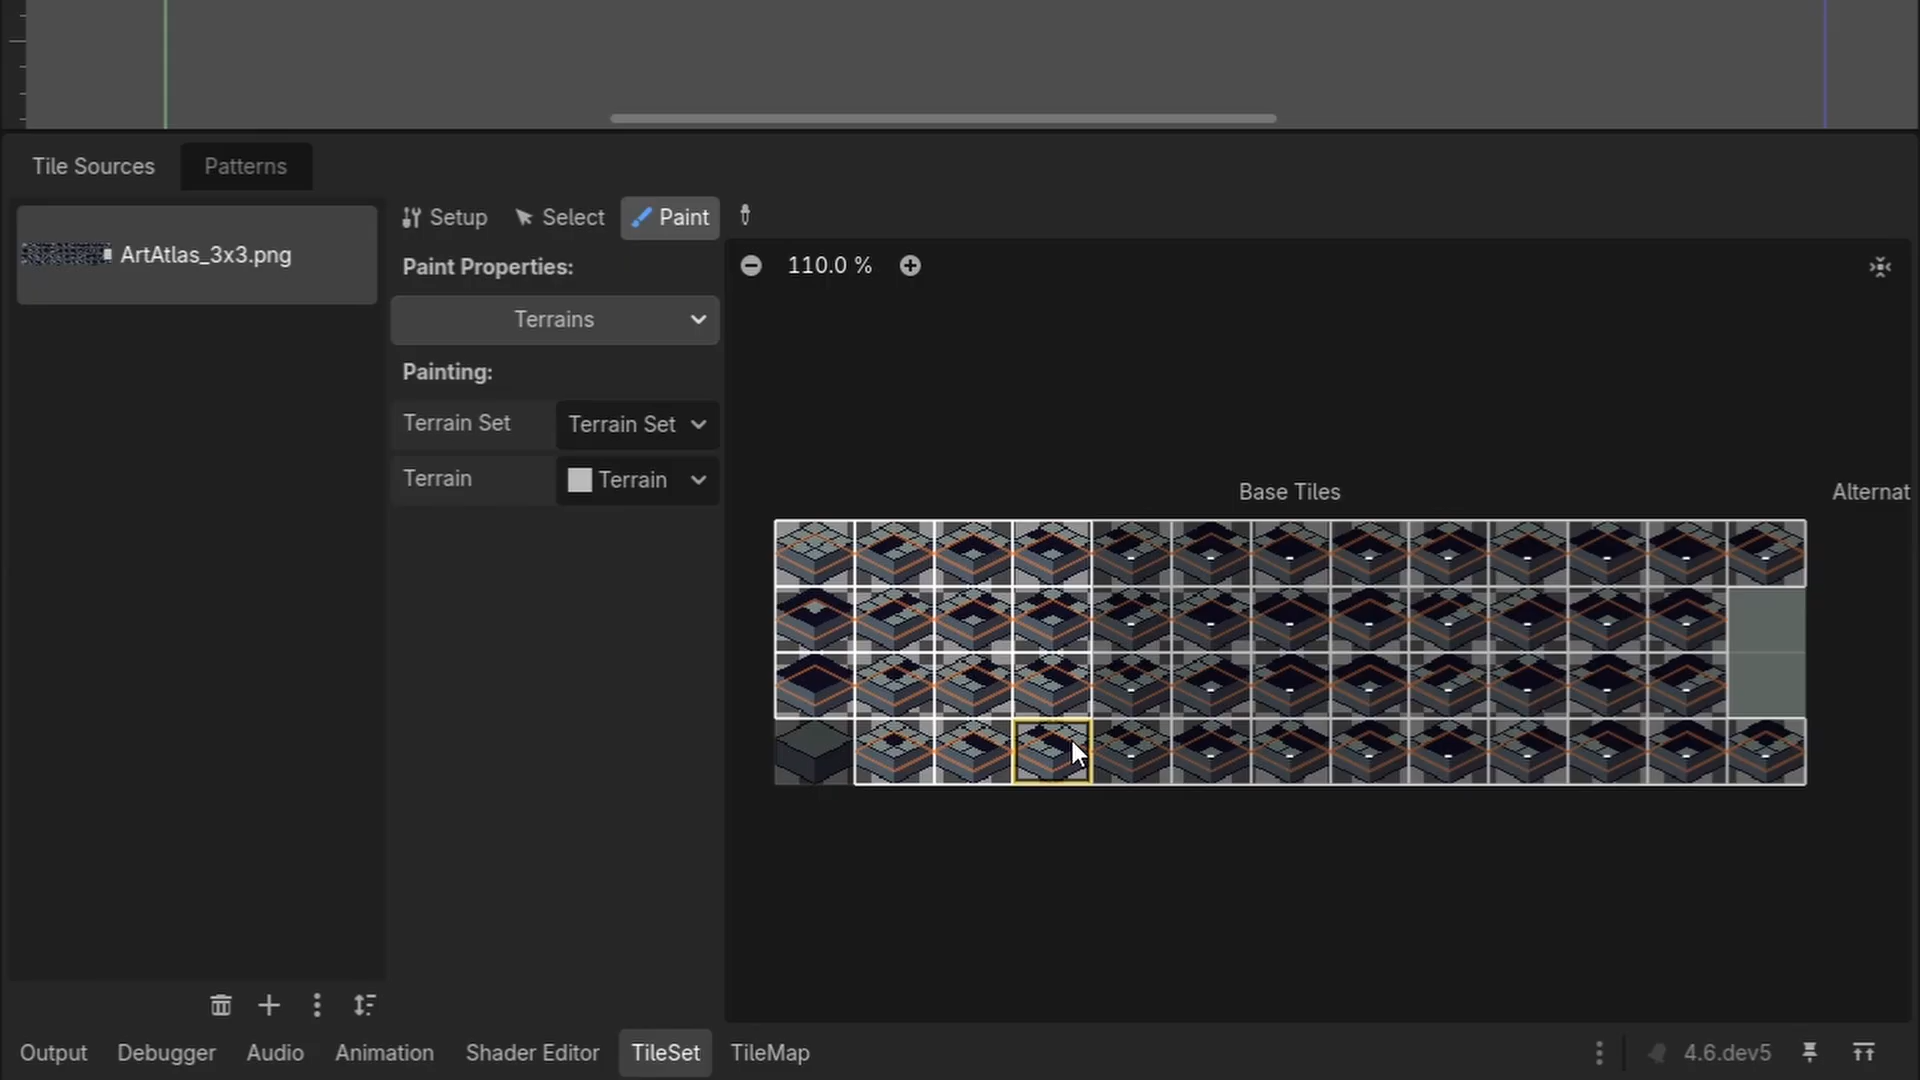 Tile Sources
Patterns
ArtAtlas_3x3.png
Setup
Select
Paint
Paint Properties:
Terrains
Painting:
Terrain Set
Terrain Set
Terrain
Terrain
110.0 %
Base Tiles
Alternat
Output
Debugger
Audio
Animation
Shader Editor
TileSet
TileMap
4.6.dev5